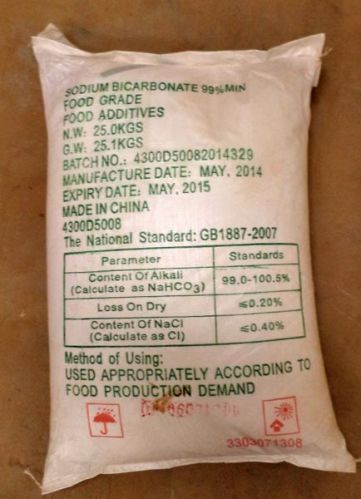 SODIUM BICARBONATE 99%MIN
FOOD GRADE
FOOD ADDITIVES
N.W: 25.0KGS
G.W: 25.1KGS
BATCH NO.: 4300D50082014329
MANUFACTURE DATE: MAY, 2014
EXPIRY DATE: MAY, 2015
MADE IN CHINA
4300D5008
The National Standard: GB1887-2007
Parameter Standards
Content Of Alkali
(Calculate as NaHCO3) 99.0-100.5%
Loss On Dry ≤0.20%
Content Of NaCl
(Calculate as Cl) ≤0.40%
Method of Using:
USED APPROPRIATELY ACCORDING TO
FOOD PRODUCTION DEMAND
3303071308